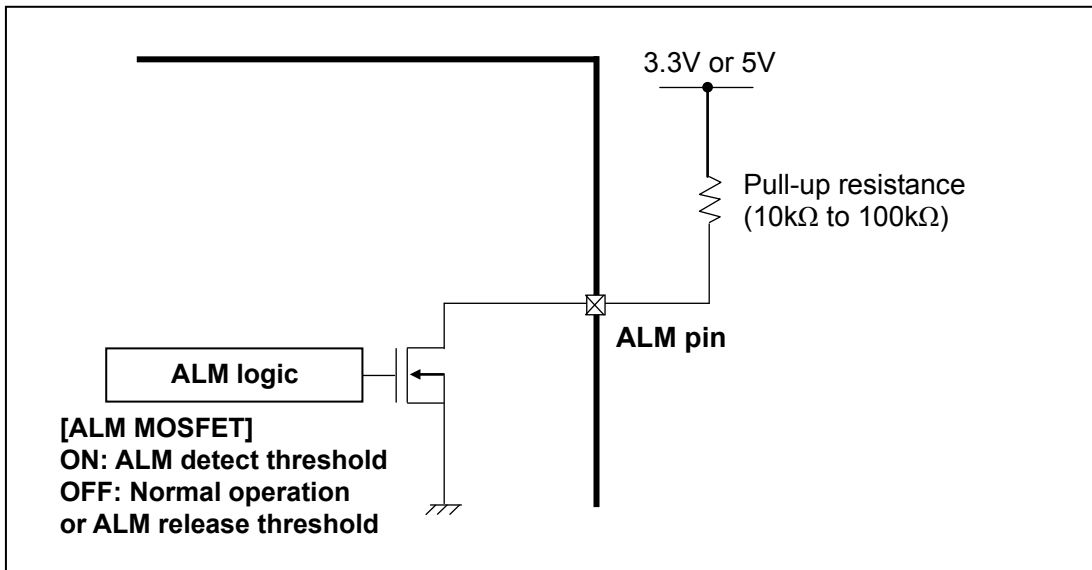 3.3V or 5V
Pull-up resistance
(10kΩ to 100kΩ)
ALM pin
ALM logic
[ALM MOSFET]
ON: ALM detect threshold
OFF: Normal operation
or ALM release threshold